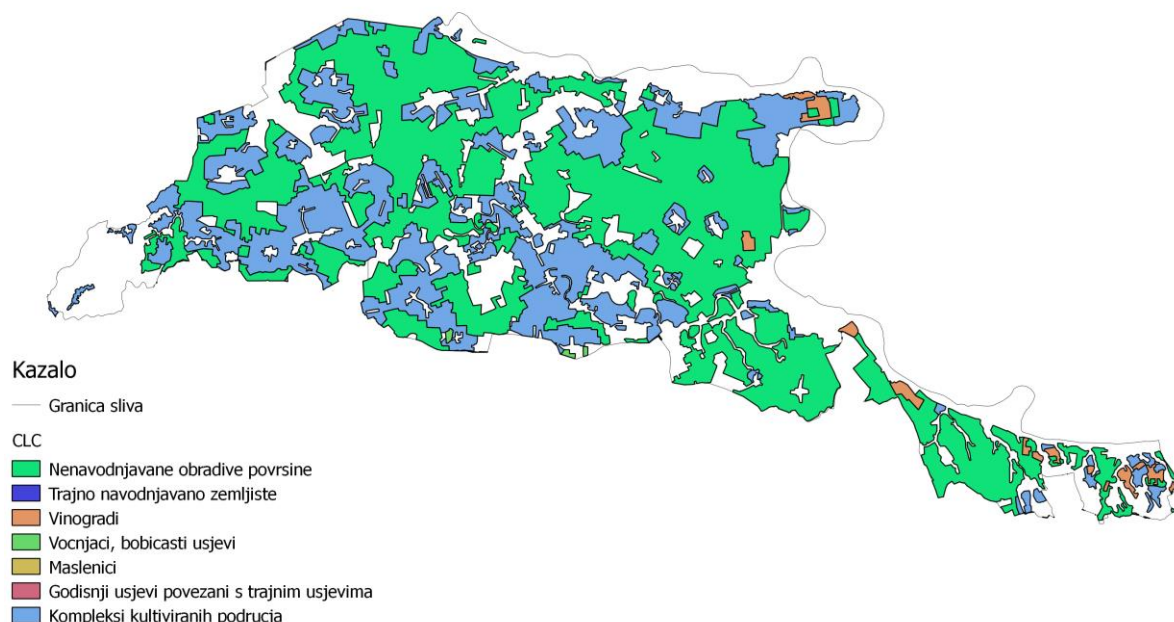 Kazalo
Granica sliva
CLC
Nenavodnjavane obradive povrsine
Trajno navodnjavano zemljiste
Vinogradi
Vocnjaci, bobicasti usjevi
Maslenici
Godisnji usjevi povezani s trajnim usjevima
Kompleksi kultiviranih podrucja